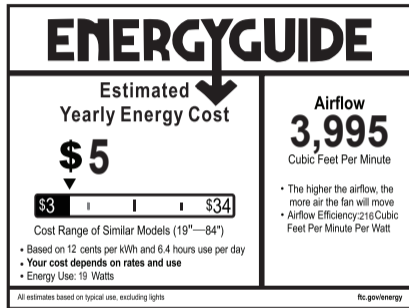 ENERGYGUIDE
Estimated
Yearly Energy Cost
$5
$3 $34
Cost Range of Similar Models (19"—84")
• Based on 12 cents per kWh and 6.4 hours use per day
• Your cost depends on rates and use
• Energy Use: 19 Watts
Airflow
3,995
Cubic Feet Per Minute
• The higher the airflow, the
more air the fan will move
• Airflow Efficiency:216Cubic
Feet Per Minute Per Watt
All estimates based on typical use, excluding lights
ftc.gov/energy